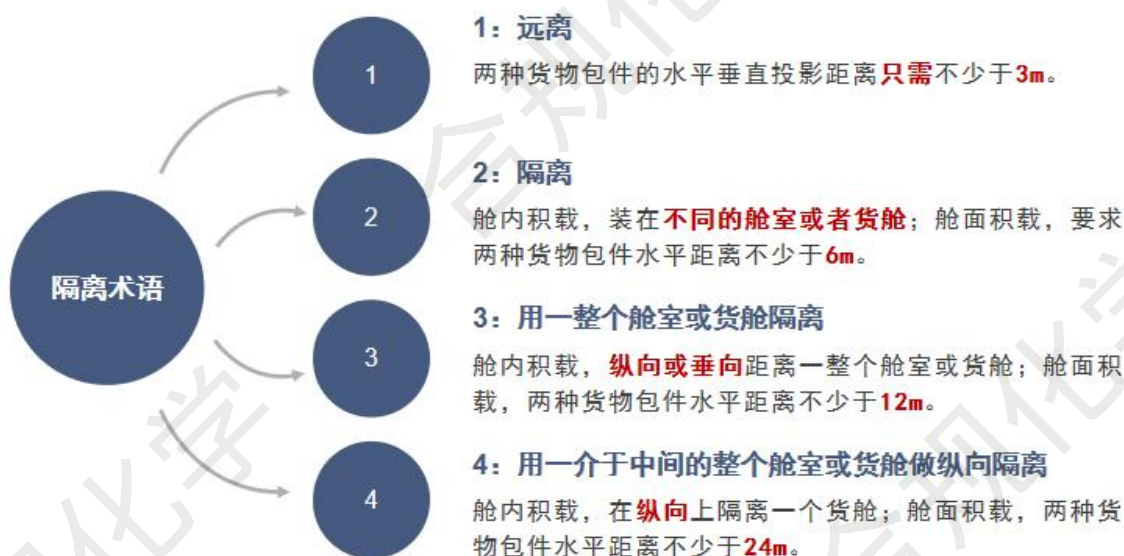 1：远离
1
两种货物包件的水平垂直投影距离只需不少于3m。
2：隔离
2
舱内积载，装在不同的舱室或者货舱；舱面积载，要求
两种货物包件水平距离不少于6m。
隔离术语
3：用一整个舱室或货舱隔离
3
舱内积载，纵向或垂向距离一整个舱室或货舱；舱面积
载，两种货物包件水平距离不少于12m。
4：用一介于中间的整个舱室或货舱做纵向隔离
4
舱内积载，在纵向上隔离一个货舱；舱面积载，两种货
物包件水平距离不少于24m。
合规化学